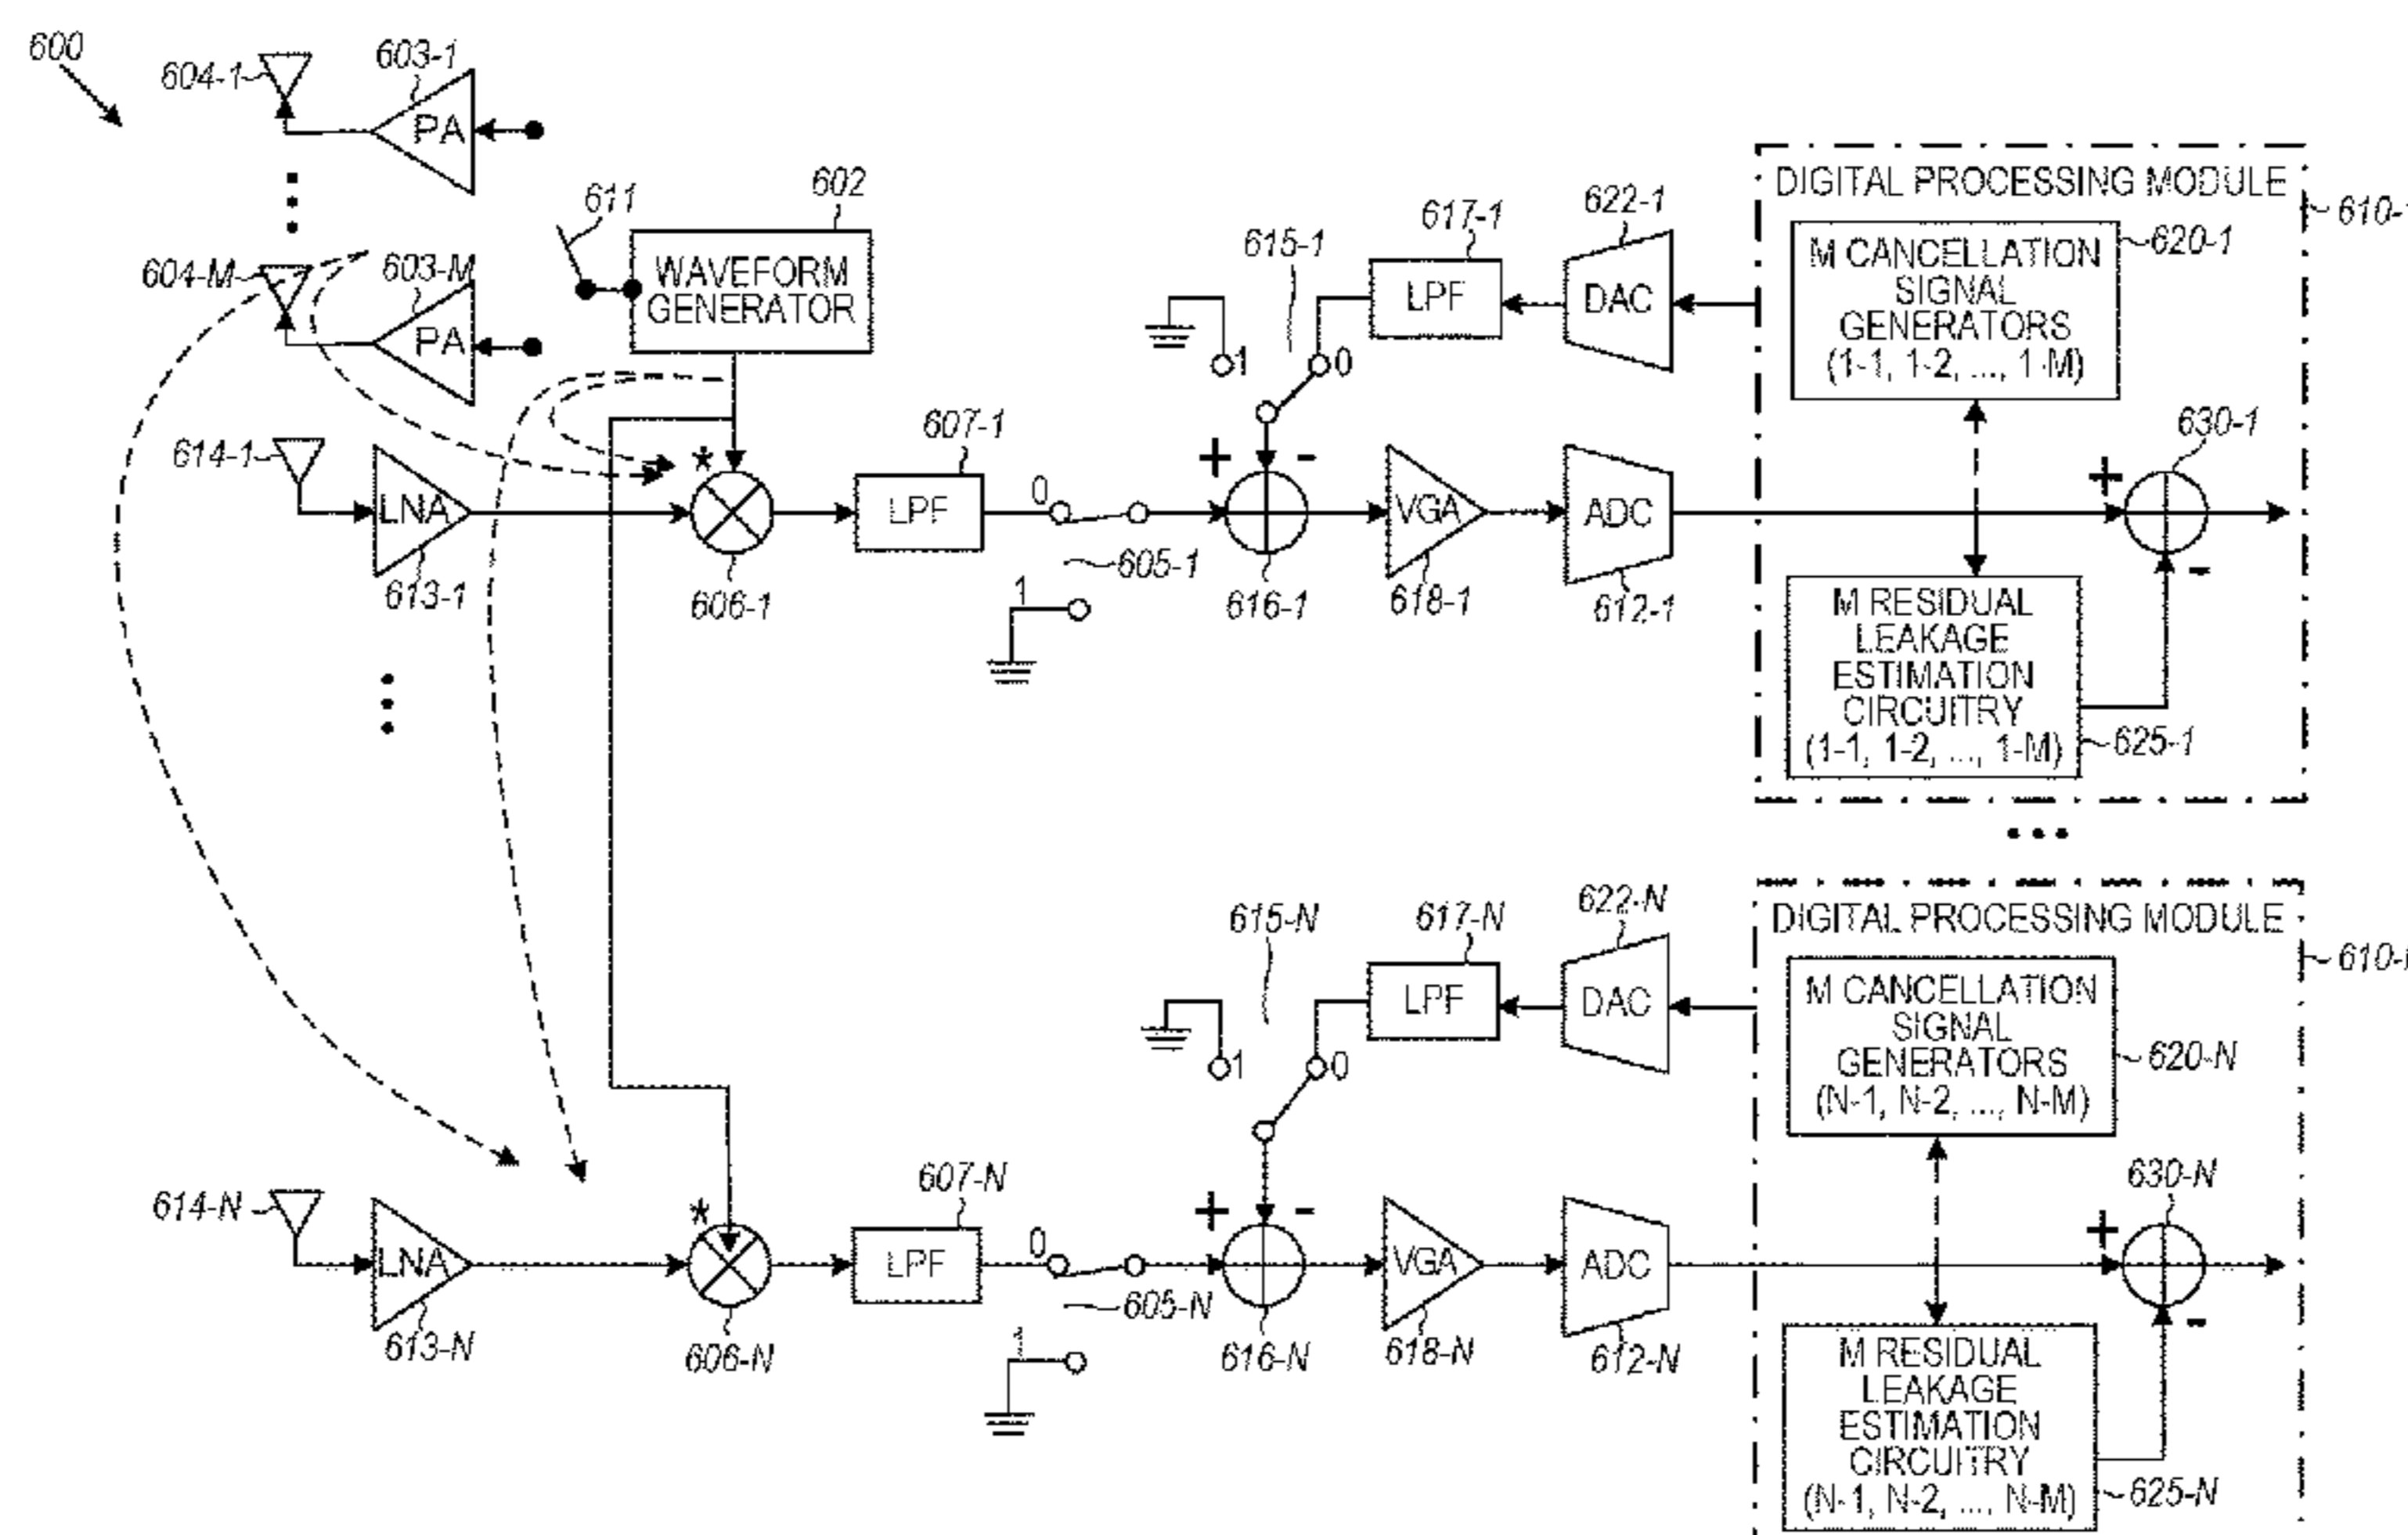 600
604-1
603-1
PA
604-M
603-M
PA
611
602
WAVEFORM
GENERATOR
615-1
617-1
LPF
622-1
DAC
1
0
DIGITAL PROCESSING MODULE
610-1
M CANCELLATION
SIGNAL
GENERATORS
(1-1, 1-2, ..., 1-M)
620-1
614-1
LNA
613-1
*
606-1
607-1
LPF
0
605-1
1
+
-
616-1
VGA
618-1
ADC
612-1
630-1
+
-
M RESIDUAL
LEAKAGE
ESTIMATION
CIRCUITRY
(1-1, 1-2, ..., 1-M)
625-1
615-N
617-N
LPF
622-N
DAC
1
0
DIGITAL PROCESSING MODULE
M CANCELLATION
SIGNAL
GENERATORS
(N-1, N-2, ..., N-M)
620-N
614-N
LNA
613-N
*
606-N
607-N
LPF
0
605-N
1
+
-
616-N
VGA
618-N
ADC
612-N
630-N
+
-
M RESIDUAL
LEAKAGE
ESTIMATION
CIRCUITRY
(N-1, N-2, ..., N-M)
625-N